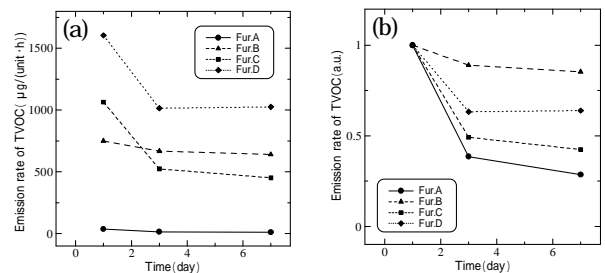 (a)
Fur.A
Fur.B
Fur.C
Fur.D
1500
1000
500
0
0 2 4 6
Time(day)
Emission rate of TVOC( μg/(unit·h)
(b)
1
0.5
0
Fur.A
Fur.B
Fur.C
Fur.D
0 2 4 6
Time(day)
Emission rate of TVOC(a.u.)